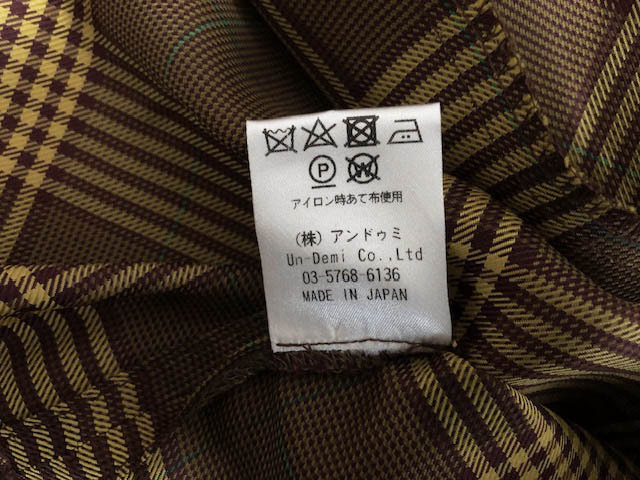 P
W
アイロン時あて布使用
(株) アンドゥミ
Un-Demi Co.,Ltd
03-5768-6136
MADE IN JAPAN